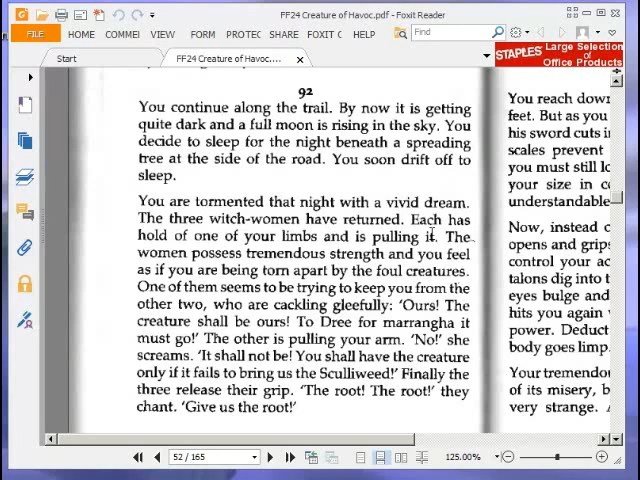 FF24 Creature of Havoc.pdf - Foxit Reader
FILE
HOME
COMME
VIEW
FORM
PROTEC
SHARE
FOXIT C
HELP
Find
Start
FF24 Creature of Havoc....
STAPLES
Large Selection
of
Office Products
92
You continue along the trail. By now it is getting
quite dark and a full moon is rising in the sky. You
decide to sleep for the night beneath a spreading
tree at the side of the road. You soon drift off to
sleep.
You are tormented that night with a vivid dream.
The three witch-women have returned. Each has
hold of one of your limbs and is pulling it. The
women possess tremendous strength and you feel
as if you are being torn apart by the foul creatures.
One of them seems to be trying to keep you from the
other two, who are cackling gleefully: ‘Ours! The
creature shall be ours! To Dree for marrangha it
must go!’ The other is pulling your arm. ‘No!’ she
screams. ‘It shall not be! You shall have the creature
only if it fails to bring us the Sculliweed!’ Finally the
three release their grip. ‘The root! The root!’ they
chant. ‘Give us the root!’
You reach down
feet. But as you
his sword cuts i
scales prevent
you must still lo
your size in co
understandable
Now, instead o
opens and grips
control your ac
talons dig into t
eyes bulge and
hits you again
power. Deduct
body goes limp.
Your tremendou
of its misery, b
very strange.
52 / 165
125.00%